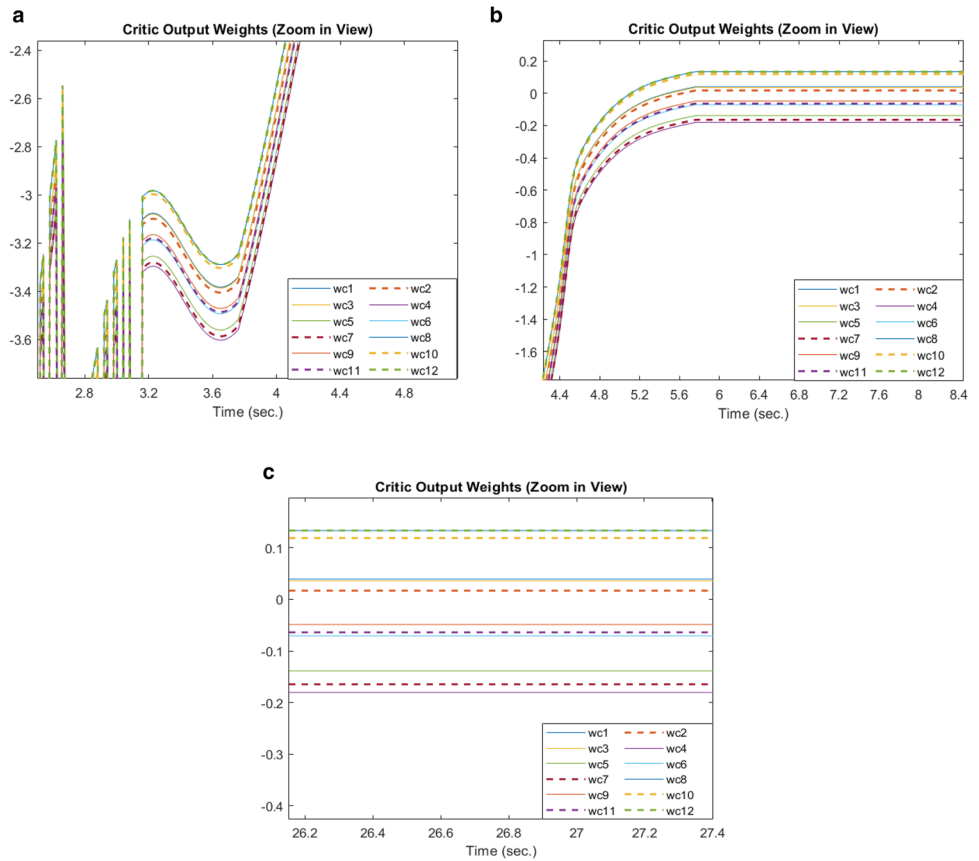 a
Critic Output Weights (Zoom in View)
-2.4
-2.6
-2.8
-3
-3.2
-3.4
-3.6
2.8 3.2 3.6 4 4.4 4.8
Time (sec.)
wc1 wc2
wc3 wc4
wc5 wc6
wc7 wc8
wc9 wc10
wc11 wc12
b
Critic Output Weights (Zoom in View)
0.2
0
-0.2
-0.4
-0.6
-0.8
-1
-1.2
-1.4
-1.6
4.4 4.8 5.2 5.6 6 6.4 6.8 7.2 7.6 8 8.4
Time (sec.)
wc1 wc2
wc3 wc4
wc5 wc6
wc7 wc8
wc9 wc10
wc11 wc12
c
Critic Output Weights (Zoom in View)
0.1
0
-0.1
-0.2
-0.3
-0.4
26.2 26.4 26.6 26.8 27 27.2 27.4
Time (sec.)
wc1 wc2
wc3 wc4
wc5 wc6
wc7 wc8
wc9 wc10
wc11 wc12